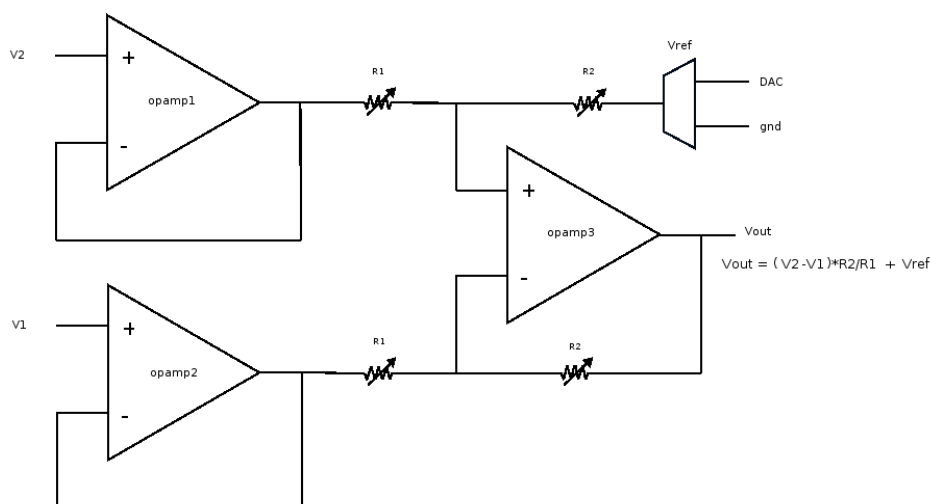 V2
+
opamp1
-
R1
R2
Vref
DAC
gnd
+
opamp3
-
Vout
Vout = (V2-V1)*R2/R1 + Vref
V1
+
opamp2
-
R1
R2